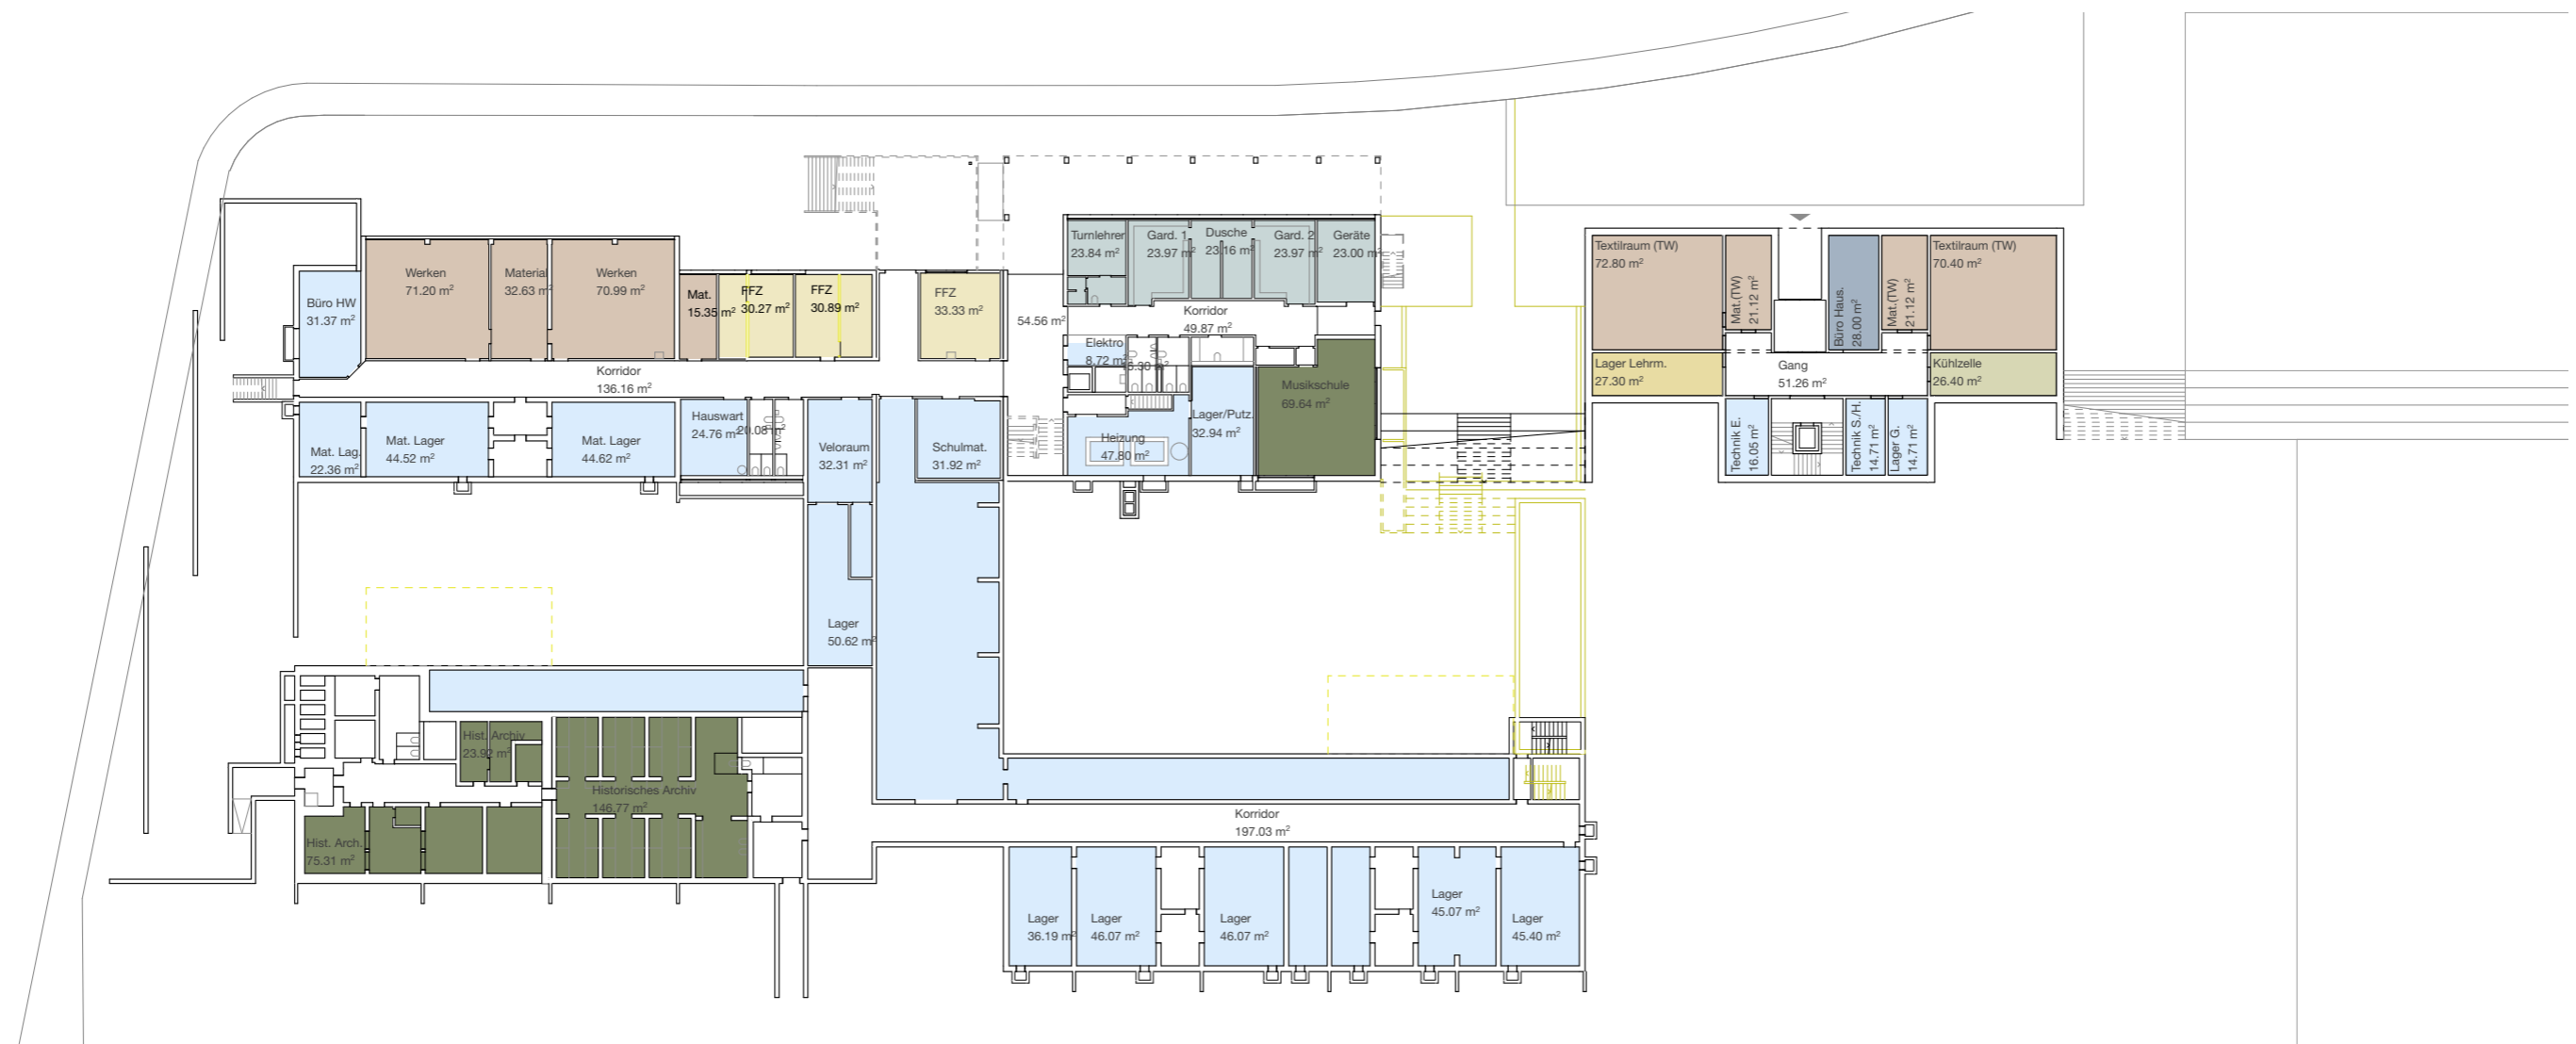 Turnlehrer
23.84 m²
Gard. 1
23.97 m²
Dusche
23.16 m²
Gard. 2
23.97 m²
Geräte
23.00 m²
Textilraum (TW)
72.80 m²
Mat.(TW)
21.12 m²
Büro Haus.
28.00 m²
Mat.(TW)
21.12 m²
Textilraum (TW)
70.40 m²
Büro HW
31.37 m²
Werken
71.20 m²
Material
32.63 m²
Werken
70.99 m²
Mat.
15.35 m²
FFZ
30.27 m²
FFZ
30.89 m²
FFZ
33.33 m²
54.56 m²
Korridor
49.87 m²
Elektro
8.72 m²
Lager Lehrm.
27.30 m²
Gang
51.26 m²
Kühlzelle
26.40 m²
Korridor
136.16 m²
Musikschule
69.64 m²
Mat. Lag.
22.36 m²
Mat. Lager
44.52 m²
Mat. Lager
44.62 m²
Hauswart
24.76 m²
20.08 m²
Veloraum
32.31 m²
Schulmat.
31.92 m²
Heizung
47.80 m²
Lager/Putz.
32.94 m²
Technik E.
16.05 m²
Technik S./H.
14.71 m²
Lager G.
14.71 m²
Lager
50.62 m²
Hist. Archiv
23.92 m²
Historisches Archiv
146.77 m²
Hist. Arch.
75.31 m²
Korridor
197.03 m²
Lager
36.19 m²
Lager
46.07 m²
Lager
46.07 m²
Lager
45.07 m²
Lager
45.40 m²